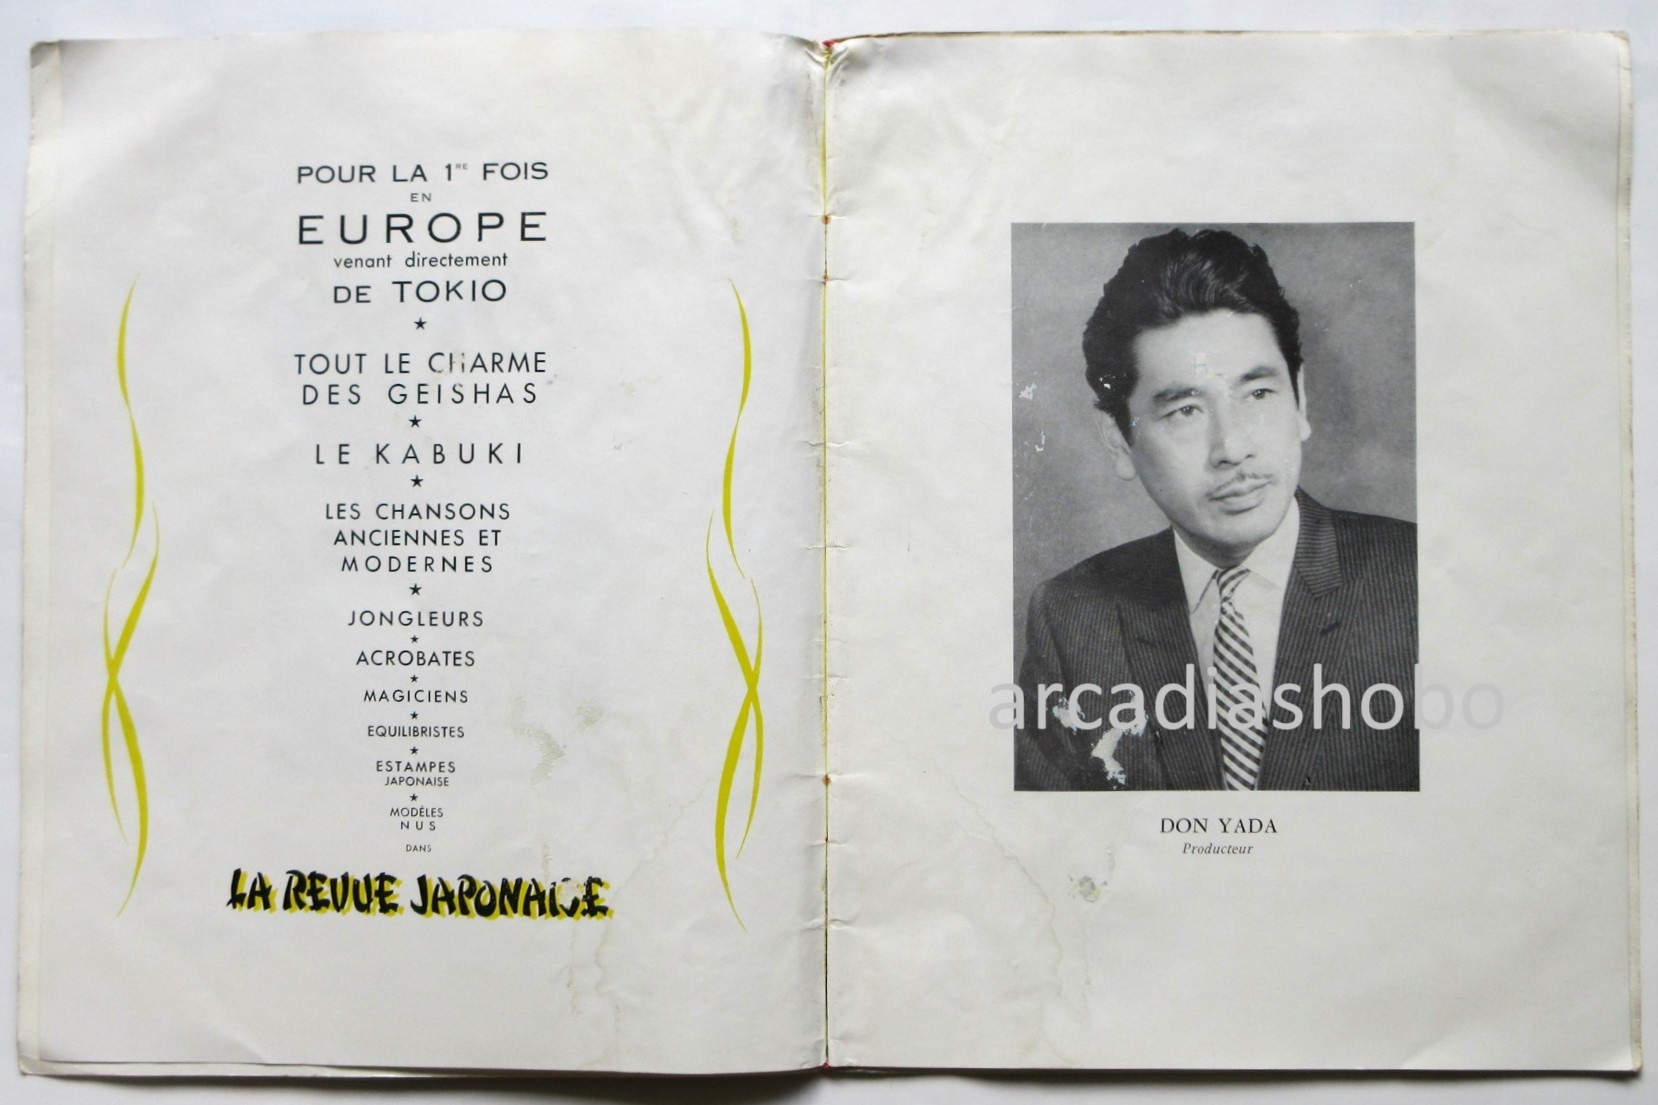 POUR LA 1RE FOIS
EN
EUROPE
venant directement
DE TOKIO
TOUT LE CHARME
DES GEISHAS
LE KABUKI
LES CHANSONS
ANCIENNES ET
MODERNES
JONGLEURS
ACROBATES
MAGICIENS
EQUILIBRISTES
ESTAMPES
JAPONAISE
MODÈLES
NUS
DANS
LA REVUE JAPONAISE
arcadiashobo
DON YADA
Producteur